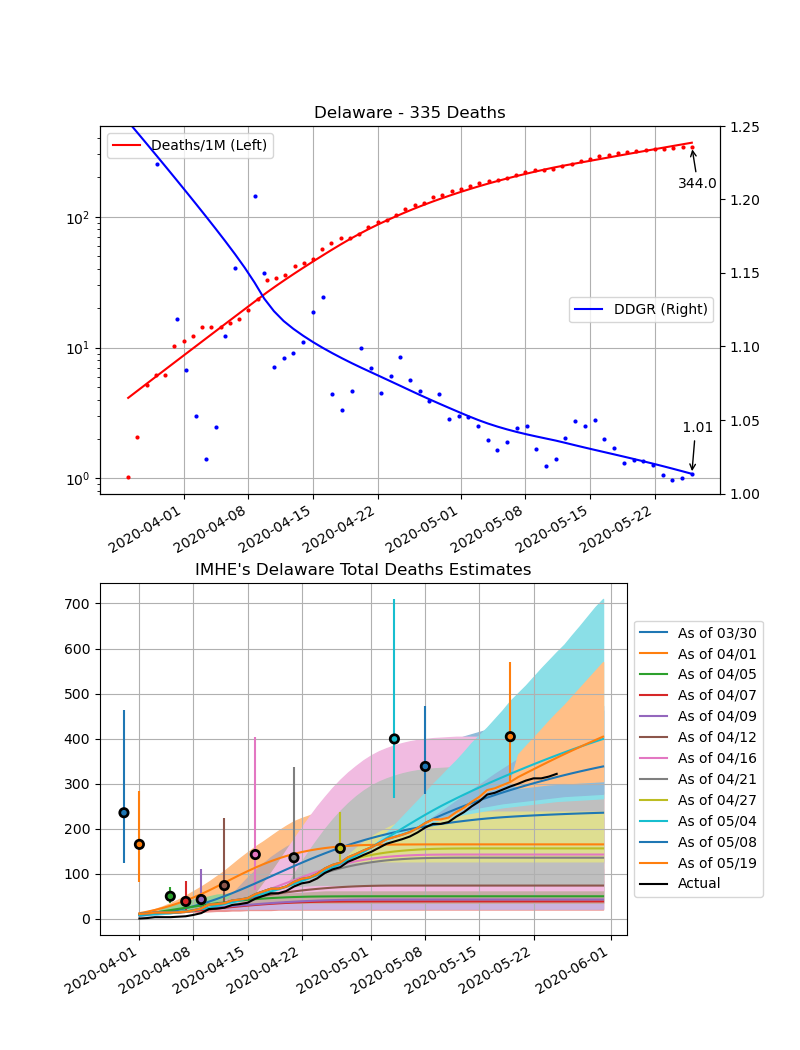 Delaware - 335 Deaths
Deaths/1M (Left)
DDGR (Right)
344.0
1.01
10^2
10^1
10^0
1.25
1.20
1.15
1.10
1.05
1.00
2020-04-01
2020-04-08
2020-04-15
2020-04-22
2020-05-01
2020-05-08
2020-05-15
2020-05-22
IMHE's Delaware Total Deaths Estimates
700
600
500
400
300
200
100
0
2020-04-01
2020-04-08
2020-04-15
2020-04-22
2020-05-01
2020-05-08
2020-05-15
2020-05-22
2020-06-01
As of 03/30
As of 04/01
As of 04/05
As of 04/07
As of 04/09
As of 04/12
As of 04/16
As of 04/21
As of 04/27
As of 05/04
As of 05/08
As of 05/19
Actual